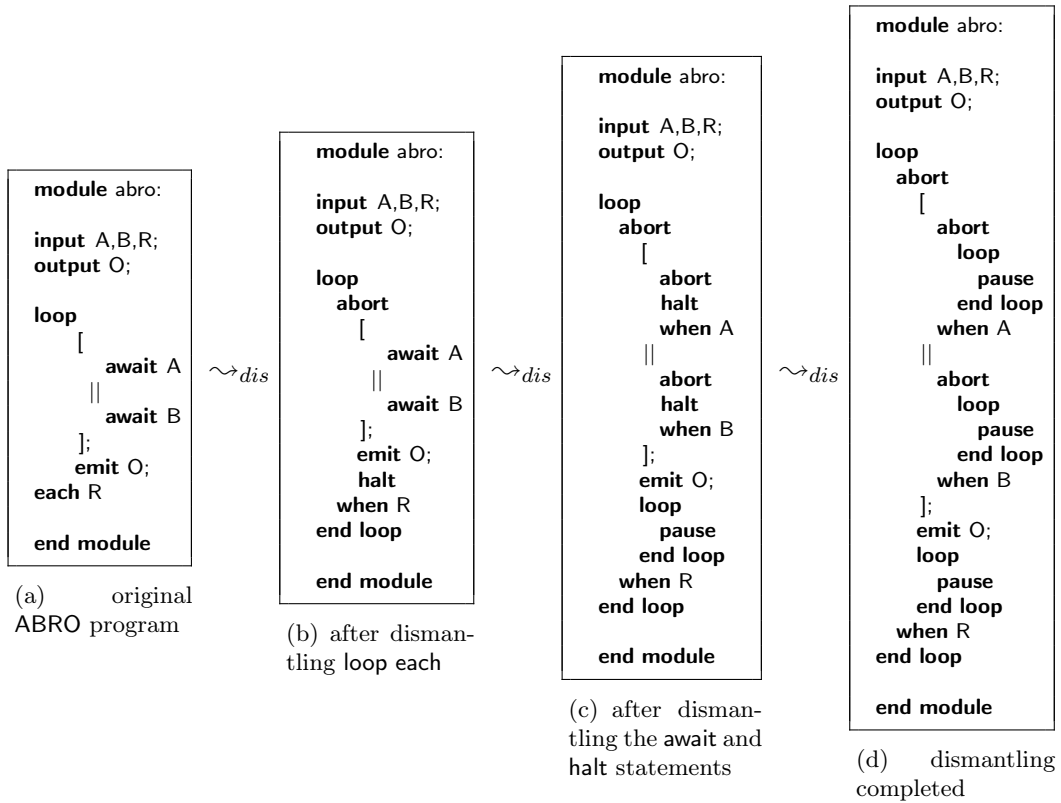 module abro:
input A,B,R;
output O;
loop
[
await A
||
await B
];
emit O;
each R
end module
(a) original
ABRO program
⤳dis
module abro:
input A,B,R;
output O;
loop
abort
[
await A
||
await B
];
emit O;
halt
when R
end loop
end module
(b) after disman-
tling loop each
⤳dis
module abro:
input A,B,R;
output O;
loop
abort
[
abort
halt
when A
||
abort
halt
when B
];
emit O;
loop
pause
end loop
when R
end loop
end module
(c) after disman-
tling the await and
halt statements
⤳dis
module abro:
input A,B,R;
output O;
loop
abort
[
abort
loop
pause
end loop
when A
||
abort
loop
pause
end loop
when B
];
emit O;
loop
pause
end loop
when R
end loop
end module
(d) dismantling
completed